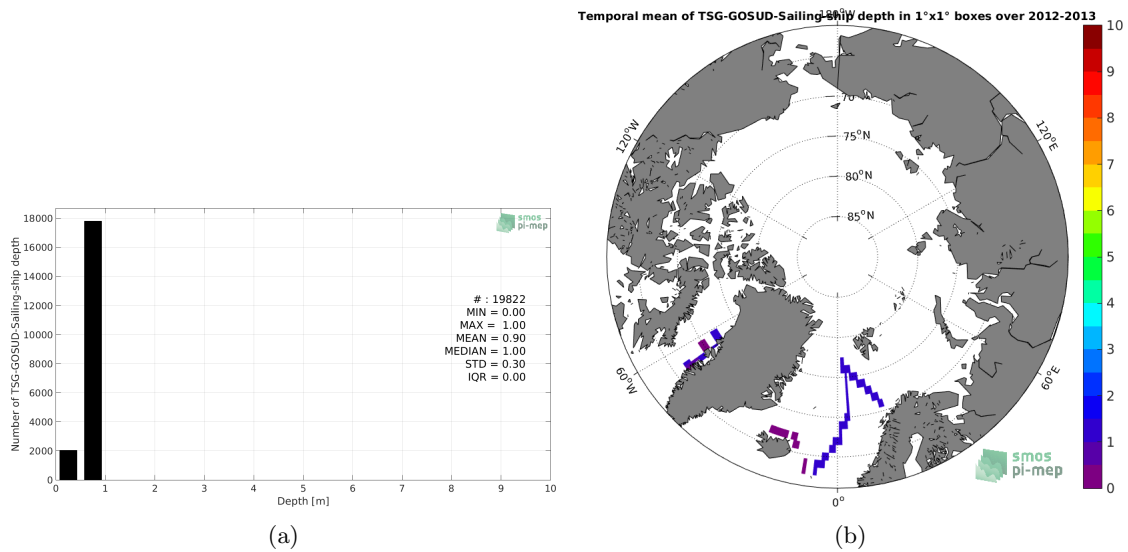 Temporal mean of TSG-GOSUD-Sailing-ship depth in 1°x1° boxes over 2012-2013
180°W
120°W
120°E
60°W
60°E
0°
70
75°N
80°N
85°N
10
9
8
7
6
5
4
3
2
1
0
smos
pi-mep
Number of TSG-GOSUD-Sailing-ship depth
18000
16000
14000
12000
10000
8000
6000
4000
2000
0
smos
pi-mep
# : 19822
MIN = 0.00
MAX = 1.00
MEAN = 0.90
MEDIAN = 1.00
STD = 0.30
IQR = 0.00
0 1 2 3 4 5 6 7 8 9 10
Depth [m]
(a)
(b)